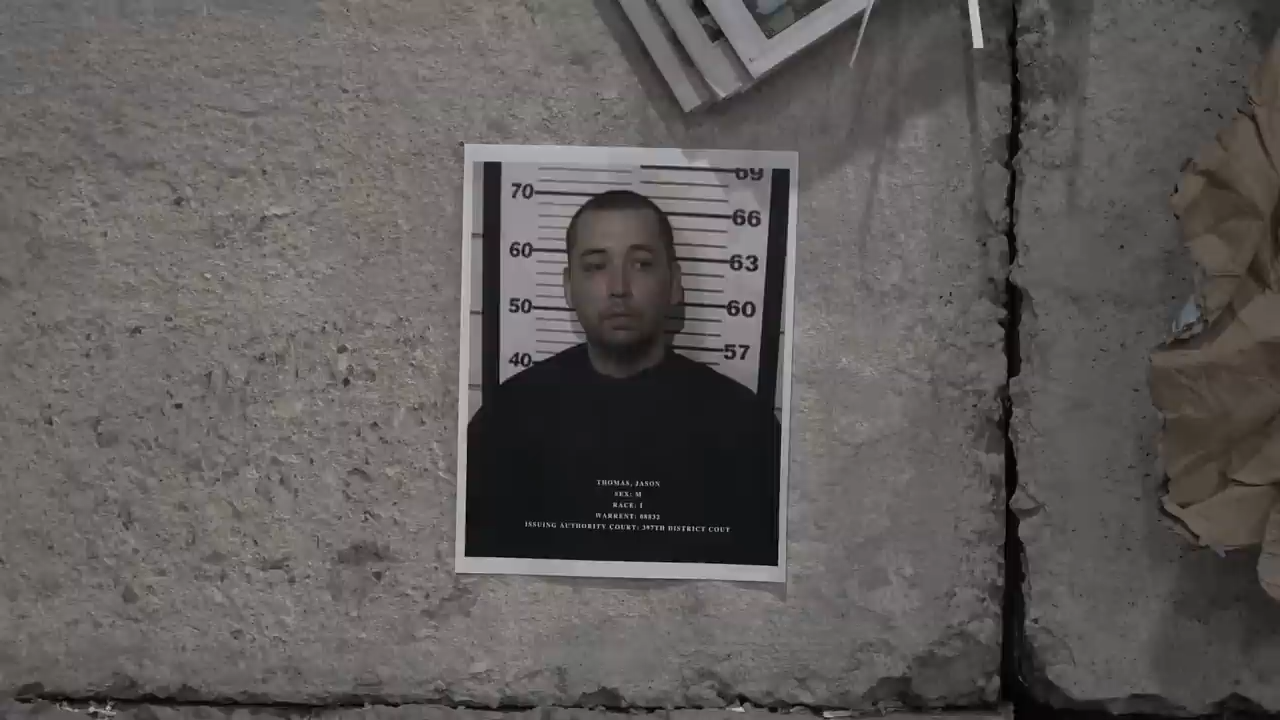 69
70
66
60
63
50
60
40
57
THOMAS, JASON
SEX: M
RACE: I
WARRENT: 08832
ISSUING AUTHORITY COURT: 397TH DISTRICT COUT